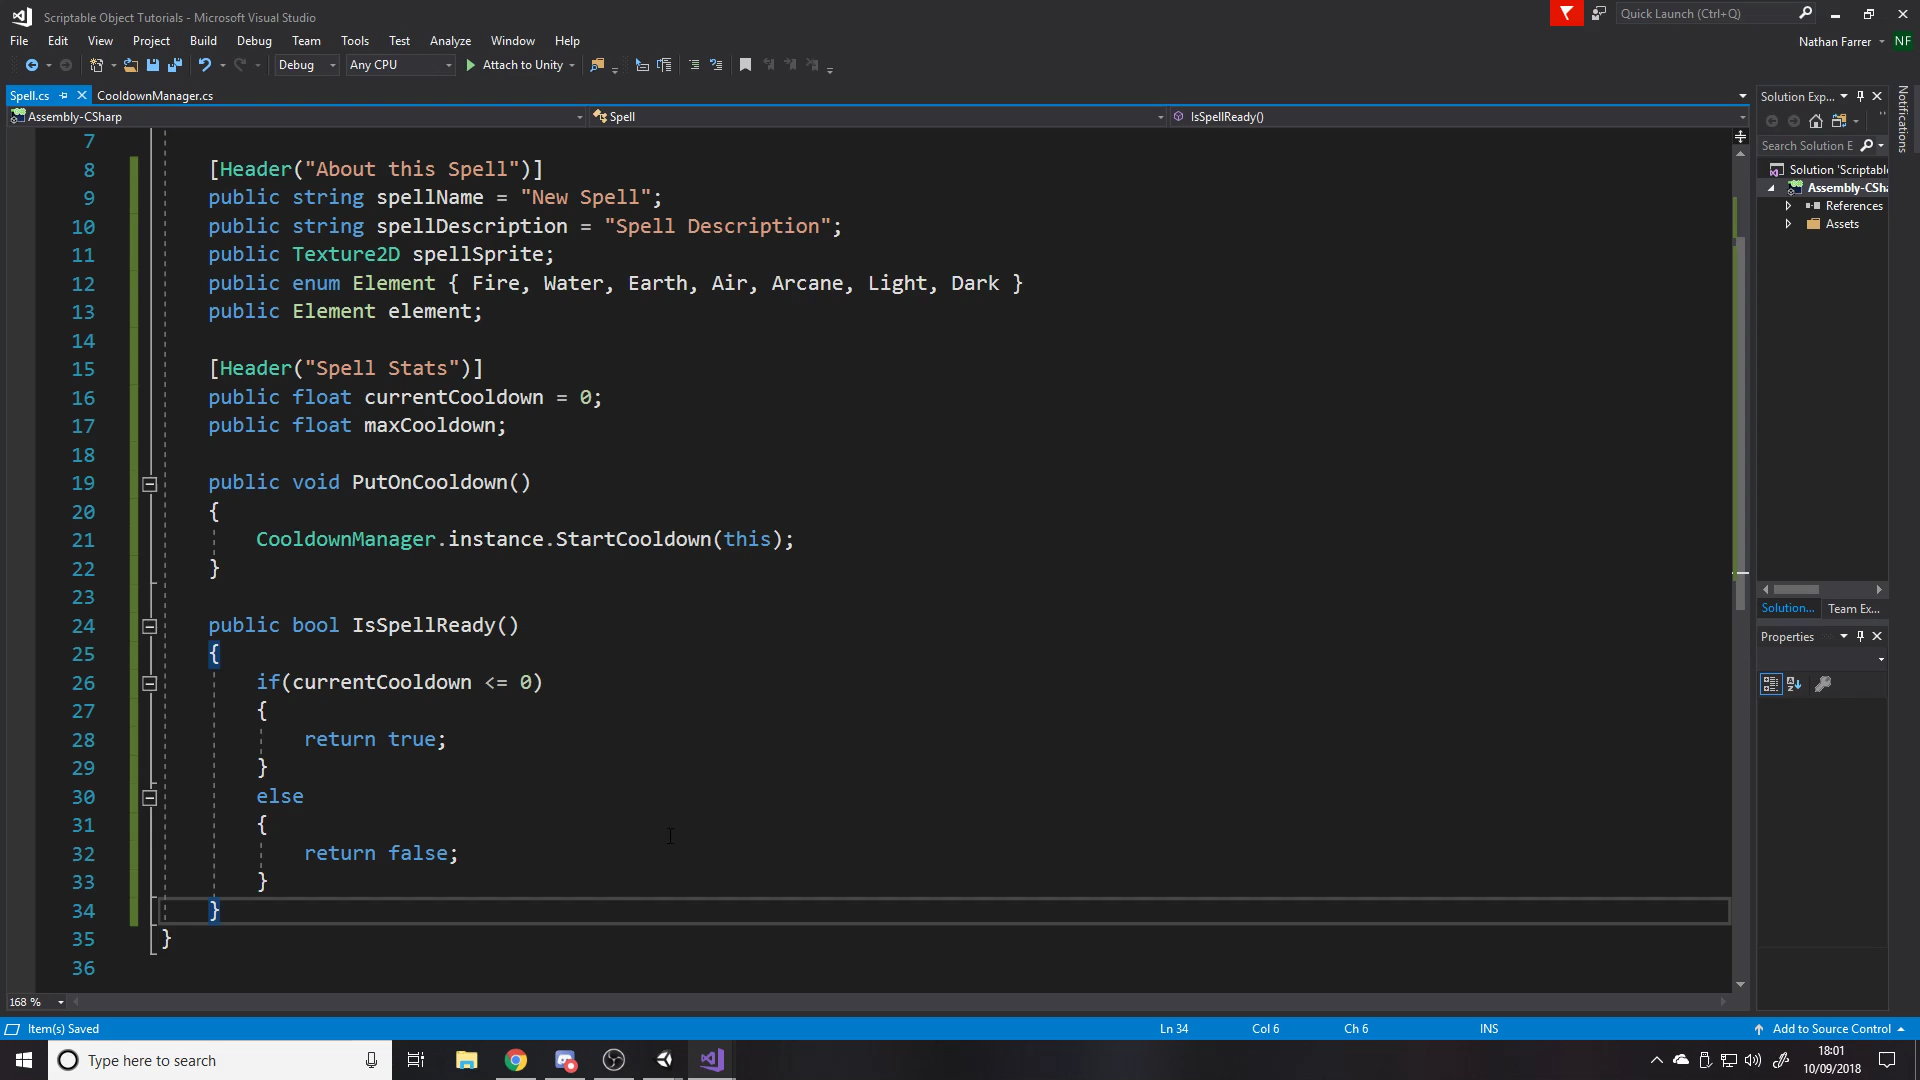 Scriptable Object Tutorials - Microsoft Visual Studio
Quick Launch (Ctrl+Q)
File Edit View Project Build Debug Team Tools Test Analyze Window Help
Nathan Farrer NF
Debug Any CPU Attach to Unity
Spell.cs CooldownManager.cs
Assembly-CSharp Spell IsSpellReady()
7
8 [Header("About this Spell")]
9 public string spellName = "New Spell";
10 public string spellDescription = "Spell Description";
11 public Texture2D spellSprite;
12 public enum Element { Fire, Water, Earth, Air, Arcane, Light, Dark }
13 public Element element;
14
15 [Header("Spell Stats")]
16 public float currentCooldown = 0;
17 public float maxCooldown;
18
19 public void PutOnCooldown()
20 {
21 CooldownManager.instance.StartCooldown(this);
22 }
23
24 public bool IsSpellReady()
25 {
26 if(currentCooldown <= 0)
27 {
28 return true;
29 }
30 else
31 {
32 return false;
33 }
34 }
35 }
36
168 %
Solution Exp...
Search Solution E
Solution 'Scriptabl
Assembly-CSha
References
Assets
Solution... Team Ex...
Properties
Notifications
Item(s) Saved Ln 34 Col 6 Ch 6 INS Add to Source Control
Type here to search
18:01
10/09/2018